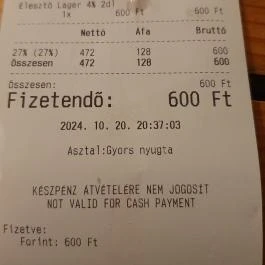 Élesztő Lager 4% 2dl
1x 600 Ft 600 Ft
Nettó Áfa Bruttó
27% (27%) 472 128 600
Összesen 472 128 600
Összesen: 600 Ft
Fizetendő: 600 Ft
2024. 10. 20. 20:37:03
Asztal:Gyors nyugta
KÉSZPÉNZ ÁTVÉTELÉRE NEM JOGOSÍT
NOT VALID FOR CASH PAYMENT
Fizetve:
Forint: 600 Ft